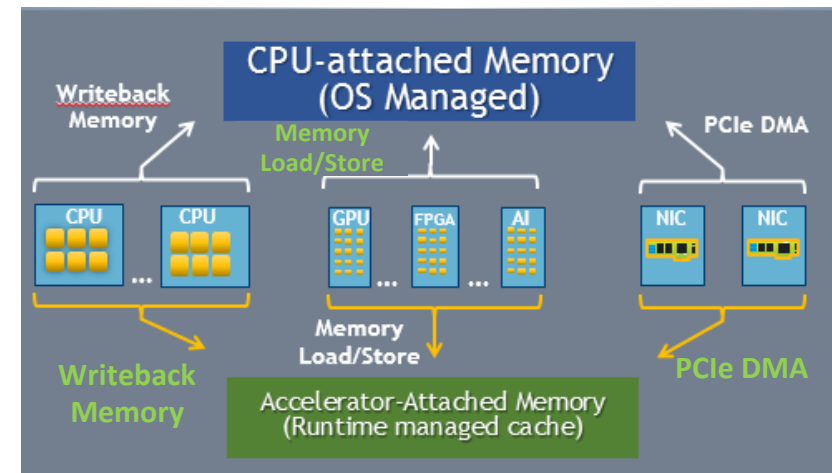 CPU-attached Memory
(OS Managed)
Writeback
Memory
Memory
Load/Store
PCIe DMA
CPU
CPU
...
GPU
FPGA
AI
...
...
NIC
NIC
Memory
Load/Store
Writeback
Memory
PCIe DMA
Accelerator-Attached Memory
(Runtime managed cache)